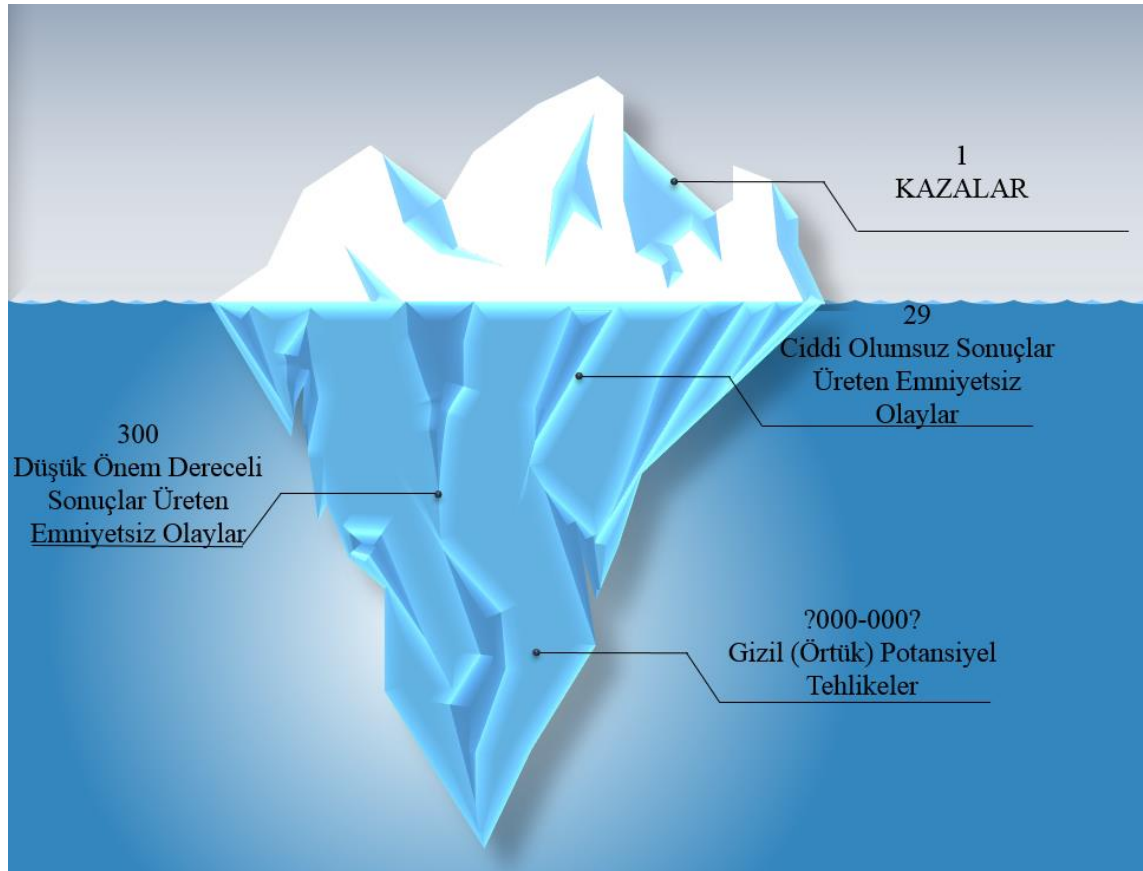 1
KAZALAR
29
Ciddi Olumsuz Sonuçlar
Üreten Emniyetsiz
Olaylar
300
Düşük Önem Dereceli
Sonuçlar Üreten
Emniyetsiz Olaylar
?000-000?
Gizil (Örtük) Potansiyel
Tehlikeler